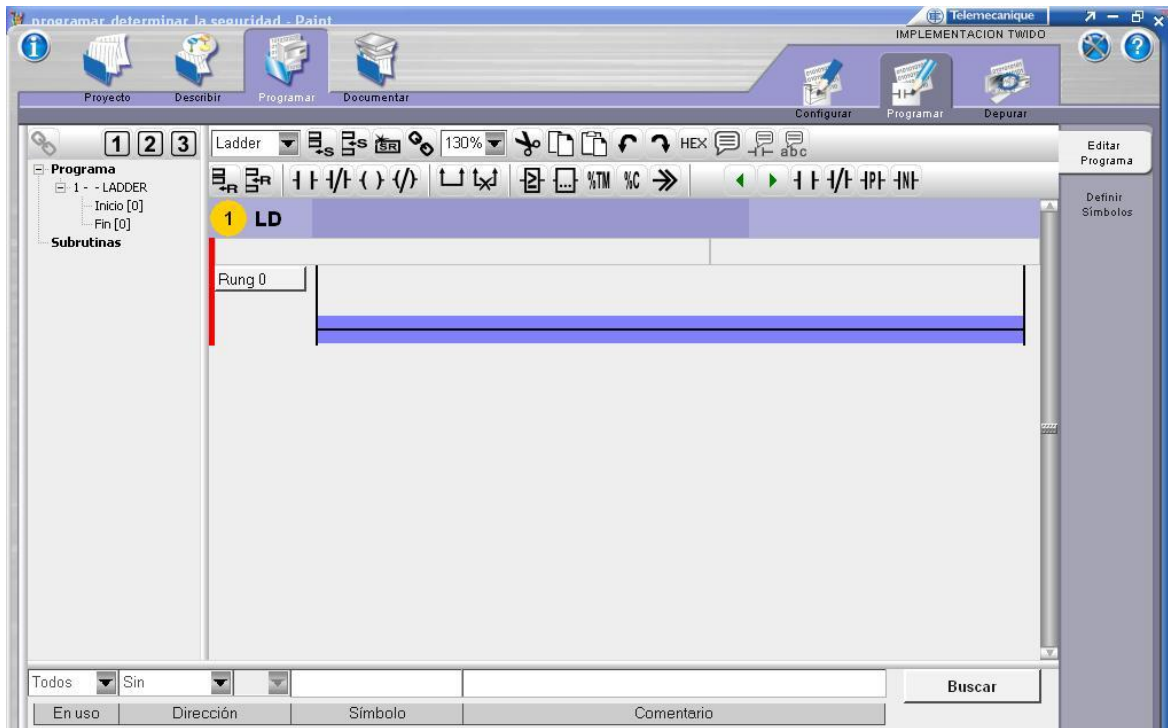 programar determinar la seguridad - Paint
Telemecanique
IMPLEMENTACION TWIDO
Proyecto Describir Programar Documentar
Configurar Programar Depurar
1 2 3
Ladder
S S SR 130% HEX abc
Editar
Programa
Programa
1 - - LADDER
Inicio [0]
Fin [0]
Subrutinas
R R %TM %C P N
Definir
Símbolos
1 LD
Rung 0
Todos Sin Buscar
En uso Dirección Símbolo Comentario